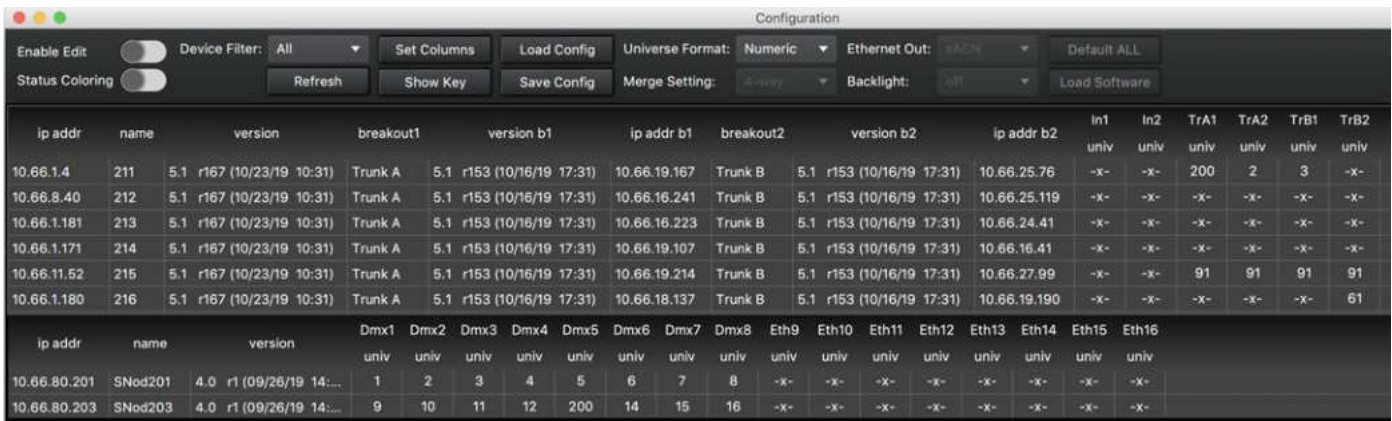 Configuration
Enable Edit Device Filter: All Set Columns Load Config Universe Format: Numeric Ethernet Out: sACN Default ALL
Status Coloring Refresh Show Key Save Config Merge Setting: 4-way Backlight: off Load Software
ip addr name version breakout1 version b1 ip addr b1 breakout2 version b2 ip addr b2 In1 In2 TrA1 TrA2 TrB1 TrB2
univ univ univ univ univ univ
10.66.1.4 211 5.1 r167 (10/23/19 10:31) Trunk A 5.1 r153 (10/16/19 17:31) 10.66.19.167 Trunk B 5.1 r153 (10/16/19 17:31) 10.66.25.76 -x- -x- 200 2 3 -x-
10.66.8.40 212 5.1 r167 (10/23/19 10:31) Trunk A 5.1 r153 (10/16/19 17:31) 10.66.16.241 Trunk B 5.1 r153 (10/16/19 17:31) 10.66.25.119 -x- -x- -x- -x- -x- -x-
10.66.1.181 213 5.1 r167 (10/23/19 10:31) Trunk A 5.1 r153 (10/16/19 17:31) 10.66.16.223 Trunk B 5.1 r153 (10/16/19 17:31) 10.66.24.41 -x- -x- -x- -x- -x- -x-
10.66.1.171 214 5.1 r167 (10/23/19 10:31) Trunk A 5.1 r153 (10/16/19 17:31) 10.66.19.107 Trunk B 5.1 r153 (10/16/19 17:31) 10.66.16.41 -x- -x- -x- -x- -x- -x-
10.66.11.52 215 5.1 r167 (10/23/19 10:31) Trunk A 5.1 r153 (10/16/19 17:31) 10.66.19.214 Trunk B 5.1 r153 (10/16/19 17:31) 10.66.27.99 -x- -x- 91 91 91 91
10.66.1.180 216 5.1 r167 (10/23/19 10:31) Trunk A 5.1 r153 (10/16/19 17:31) 10.66.18.137 Trunk B 5.1 r153 (10/16/19 17:31) 10.66.19.190 -x- -x- -x- -x- -x- 61
ip addr name version Dmx1 Dmx2 Dmx3 Dmx4 Dmx5 Dmx6 Dmx7 Dmx8 Eth9 Eth10 Eth11 Eth12 Eth13 Eth14 Eth15 Eth16
univ univ univ univ univ univ univ univ univ univ univ univ univ univ univ univ
10.66.80.201 SNod201 4.0 r1 (09/26/19 14:... 1 2 3 4 5 6 7 8 -x- -x- -x- -x- -x- -x- -x- -x-
10.66.80.203 SNod203 4.0 r1 (09/26/19 14:... 9 10 11 12 200 14 15 16 -x- -x- -x- -x- -x- -x- -x- -x-